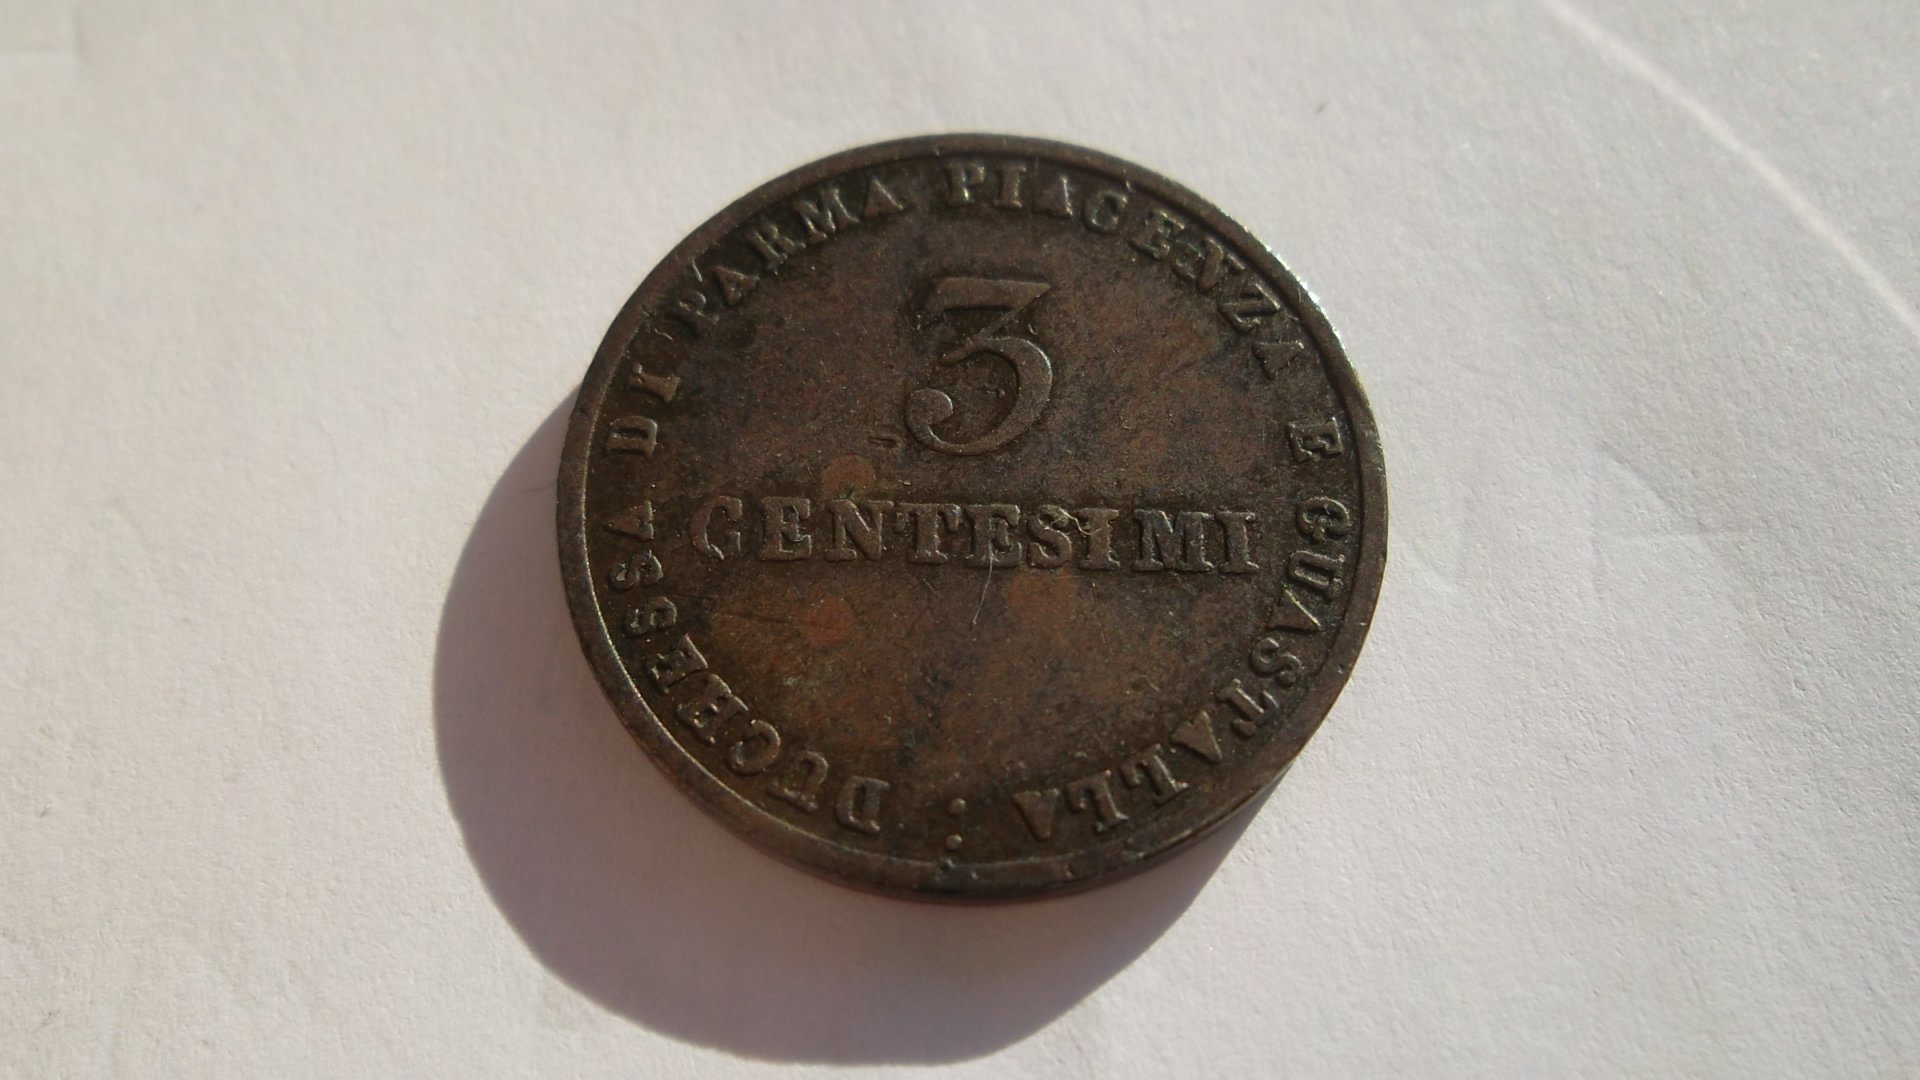 DUCHESSA DI PARMA PIACENZA E GUASTALLA :
3
CENTESIMI